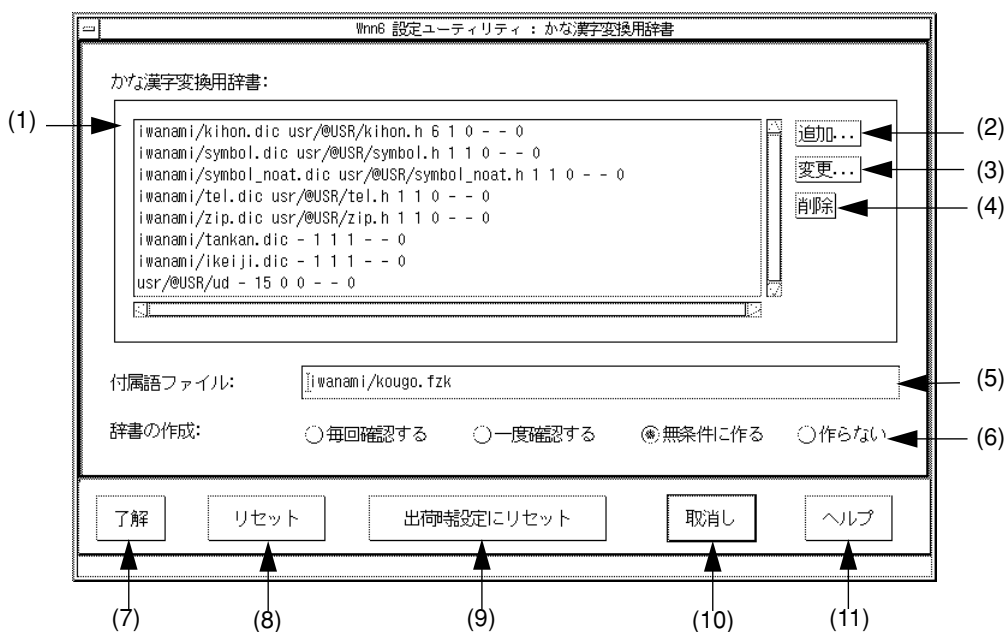 Wnn6 設定ユーティリティ : かな漢字変換用辞書
かな漢字変換用辞書:
(1)
iwanami/kihon.dic usr/@USR/kihon.h 6 1 0 - - 0
iwanami/symbol.dic usr/@USR/symbol.h 1 1 0 - - 0
iwanami/symbol_noat.dic usr/@USR/symbol_noat.h 1 1 0 - - 0
iwanami/tel.dic usr/@USR/tel.h 1 1 0 - - 0
iwanami/zip.dic usr/@USR/zip.h 1 1 0 - - 0
iwanami/tankan.dic - 1 1 1 - - 0
iwanami/ikeiji.dic - 1 1 1 - - 0
usr/@USR/ud - 15 0 0 - - 0
追加... (2)
変更... (3)
削除 (4)
付属語ファイル: iwanami/kougo.fzk (5)
辞書の作成: 毎回確認する 一度確認する 無条件に作る 作らない (6)
了解 リセット 出荷時設定にリセット 取消し ヘルプ
(7) (8) (9) (10) (11)